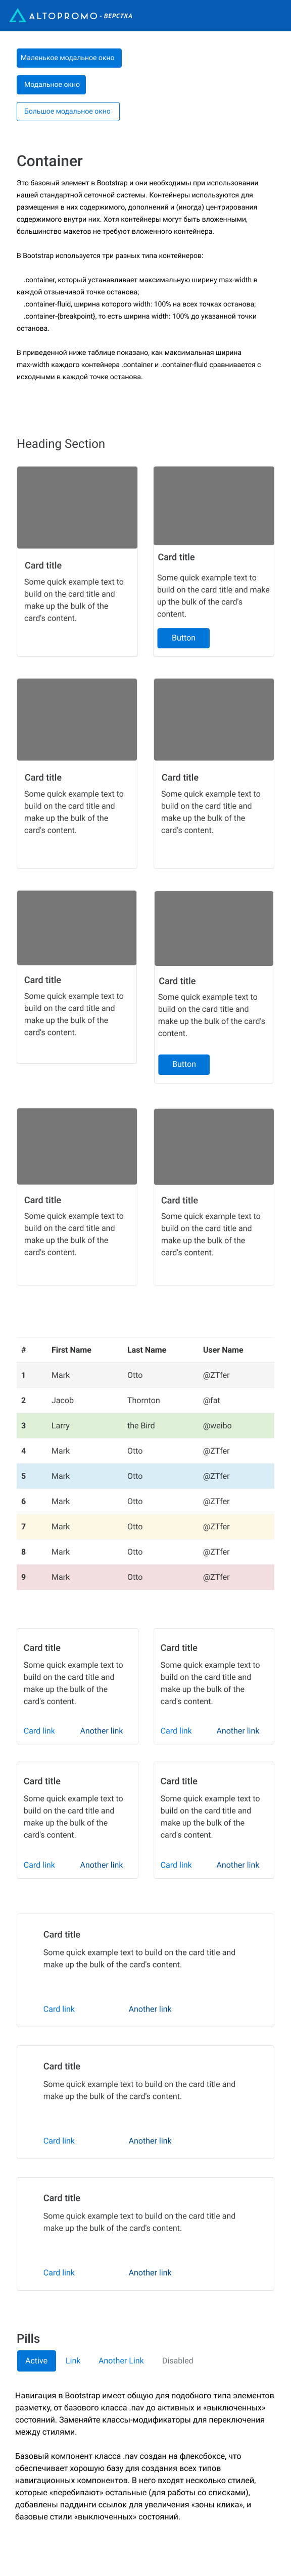 ALTOPROMO - ВЕРСТКА
Маленькое модальное окно
Модальное окно
Большое модальное окно
Container
Это базовый элемент в Bootstrap и они необходимы при использовании
нашей стандартной сеточной системы. Контейнеры используются для
размещения в них содержимого, дополнений и (иногда) центрирования
содержимого внутри них. Хотя контейнеры могут быть вложенными,
большинство макетов не требуют вложенного контейнера.
В Bootstrap используется три разных типа контейнеров:
.container, который устанавливает максимальную ширину max-width в
каждой отзывчивой точке останова;
.container-fluid, ширина которого width: 100% на всех точках останова;
.container-{breakpoint}, то есть ширина width: 100% до указанной точки
останова.
В приведенной ниже таблице показано, как максимальная ширина
max-width каждого контейнера .container и .container-fluid сравнивается с
исходными в каждой точке останова.
Heading Section
Card title
Some quick example text to
build on the card title and
make up the bulk of the
card's content.
Card title
Some quick example text to
build on the card title and make
up the bulk of the card's
content.
Button
Card title
Some quick example text to
build on the card title and
make up the bulk of the
card's content.
Card title
Some quick example text to
build on the card title and
make up the bulk of the
card's content.
Card title
Some quick example text to
build on the card title and
make up the bulk of the
card's content.
Card title
Some quick example text to
build on the card title and
make up the bulk of the card's
content.
Button
Card title
Some quick example text to
build on the card title and
make up the bulk of the
card's content.
Card title
Some quick example text to
build on the card title and
make up the bulk of the
card's content.
# First Name Last Name User Name
1 Mark Otto @ZTfer
2 Jacob Thornton @fat
3 Larry the Bird @weibo
4 Mark Otto @ZTfer
5 Mark Otto @ZTfer
6 Mark Otto @ZTfer
7 Mark Otto @ZTfer
8 Mark Otto @ZTfer
9 Mark Otto @ZTfer
Card title
Some quick example text to
build on the card title and
make up the bulk of the
card's content.
Card link Another link
Card title
Some quick example text to
build on the card title and
make up the bulk of the
card's content.
Card link Another link
Card title
Some quick example text to
build on the card title and
make up the bulk of the
card's content.
Card link Another link
Card title
Some quick example text to
build on the card title and
make up the bulk of the
card's content.
Card link Another link
Card title
Some quick example text to build on the card title and
make up the bulk of the card's content.
Card link Another link
Card title
Some quick example text to build on the card title and
make up the bulk of the card's content.
Card link Another link
Card title
Some quick example text to build on the card title and
make up the bulk of the card's content.
Card link Another link
Pills
Active Link Another Link Disabled
Навигация в Bootstrap имеет общую для подобного типа элементов
разметку, от базового класса .nav до активных и «выключенных»
состояний. Заменяйте классы-модификаторы для переключения
между стилями.
Базовый компонент класса .nav создан на флексбоксе, что
обеспечивает хорошую базу для создания всех типов
навигационных компонентов. В него входят несколько стилей,
которые «перебивают» остальные (для работы со списками),
добавлены паддинги ссылок для увеличения «зоны клика», и
базовые стили «выключенных» состояний.